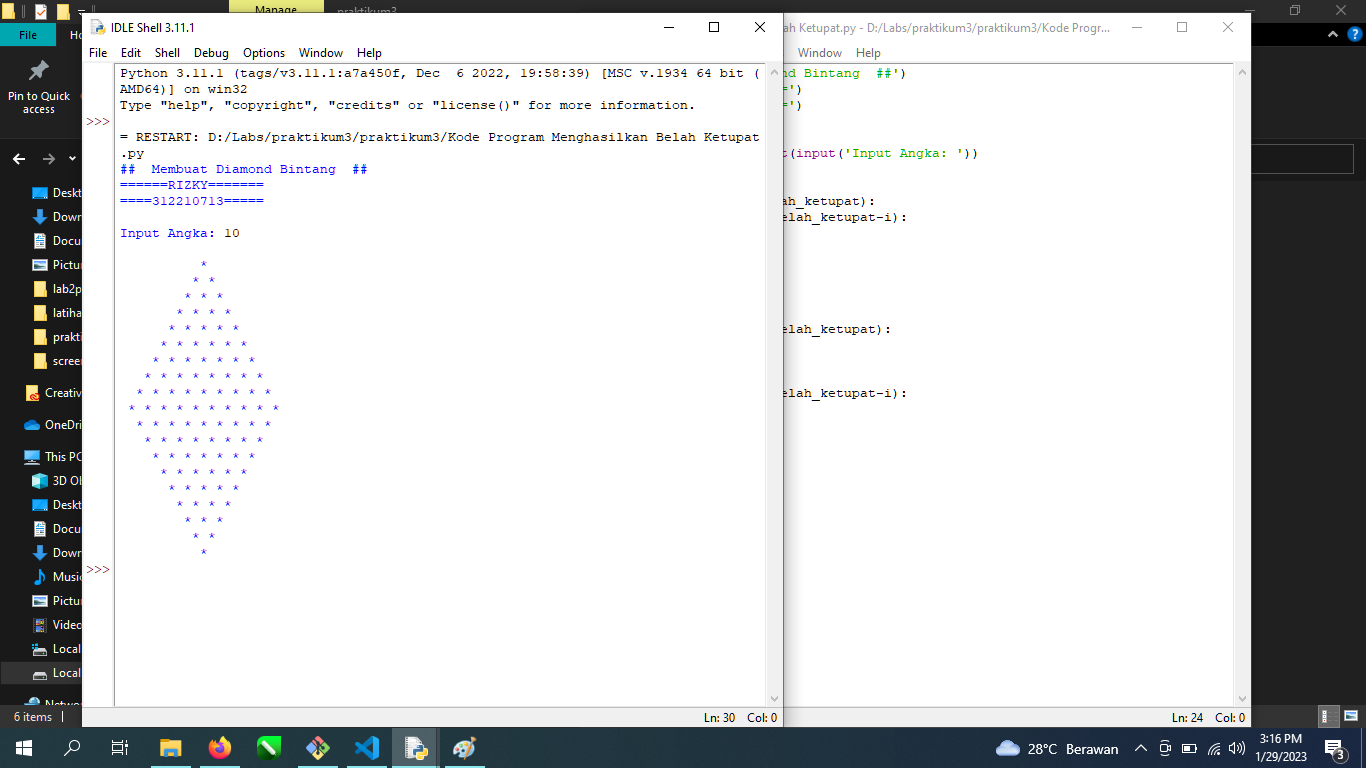 Manage
praktikum3
File
Pin to Quick
access
Deskt
Down
Docu
Pictur
lab2p
latiha
prakti
screen
Creativ
OneDri
This PC
3D Ob
Deskt
Docu
Down
Music
Pictu
Video
Local
Local
Netwo
6 items
IDLE Shell 3.11.1
File Edit Shell Debug Options Window Help
Python 3.11.1 (tags/v3.11.1:a7a450f, Dec  6 2022, 19:58:39) [MSC v.1934 64 bit (
AMD64)] on win32
Type "help", "copyright", "credits" or "license()" for more information.
>>>
= RESTART: D:/Labs/praktikum3/praktikum3/Kode Program Menghasilkan Belah Ketupat
.py
##  Membuat Diamond Bintang  ##
======RIZKY=======
====312210713=====
Input Angka: 10
          *
         * *
        * * *
       * * * *
      * * * * *
     * * * * * *
    * * * * * * *
   * * * * * * * *
  * * * * * * * * *
 * * * * * * * * * *
  * * * * * * * * *
   * * * * * * * *
    * * * * * * *
     * * * * * *
      * * * * *
       * * * *
        * * *
         * *
          *
>>>
Ln: 30 Col: 0
ah Ketupat.py - D:/Labs/praktikum3/praktikum3/Kode Progr...
Window Help
nd Bintang  ##')
=')
=')
t(input('Input Angka: '))
ah_ketupat):
elah_ketupat-i):
elah_ketupat):
elah_ketupat-i):
Ln: 24 Col: 0
28°C Berawan
3:16 PM
1/29/2023
3